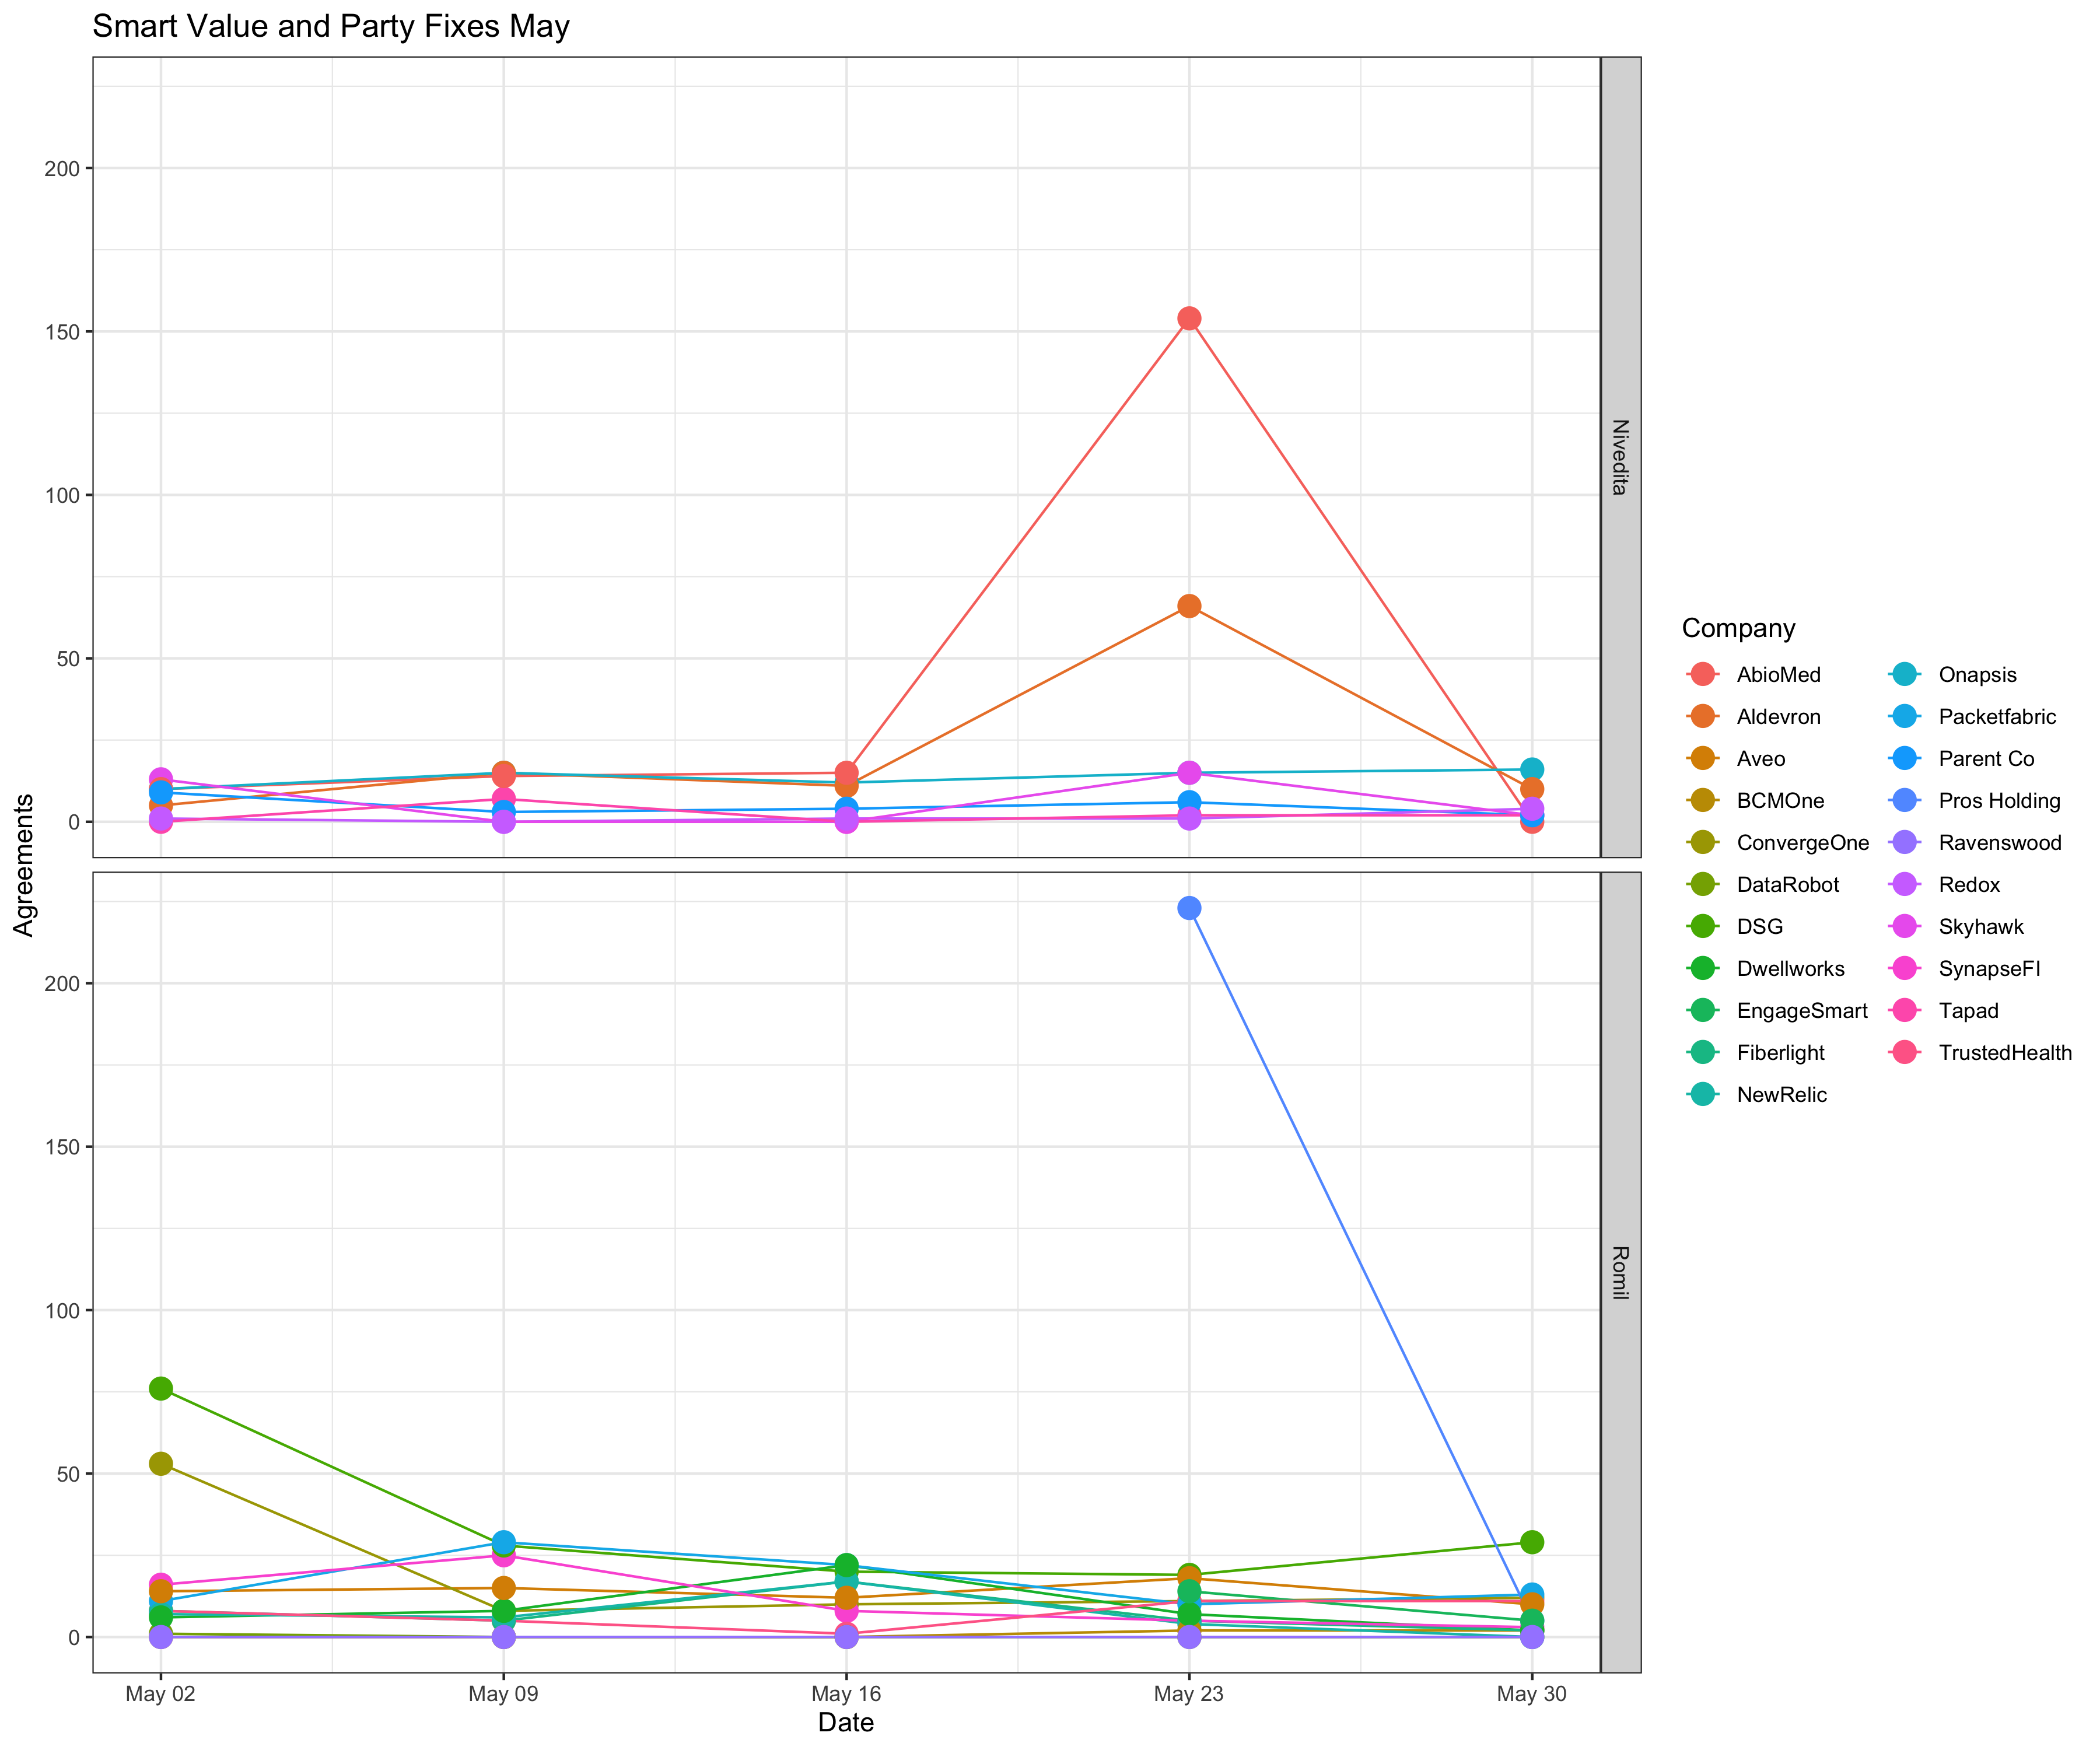 Smart Value and Party Fixes May
200
150
100
50
0
Nivedita
Agreements
200
150
100
50
0
Romil
May 02
May 09
May 16
May 23
May 30
Date
Company
AbioMed
Aldevron
Aveo
BCMOne
ConvergeOne
DataRobot
DSG
Dwellworks
EngageSmart
Fiberlight
NewRelic
Onapsis
Packetfabric
Parent Co
Pros Holding
Ravenswood
Redox
Skyhawk
SynapseFI
Tapad
TrustedHealth